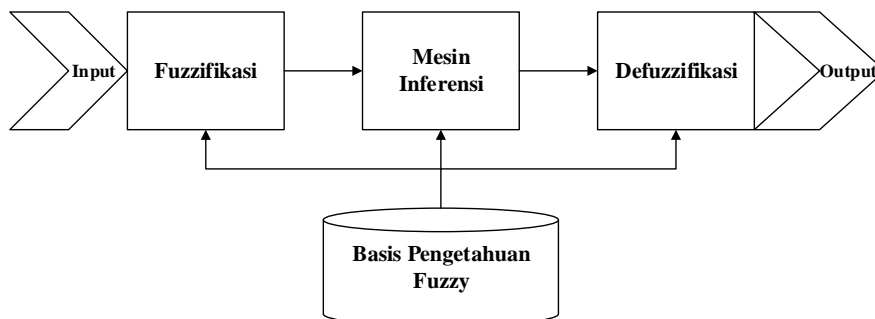 Input
Fuzzifikasi
Mesin
Inferensi
Defuzzifikasi
Output
Basis Pengetahuan
Fuzzy